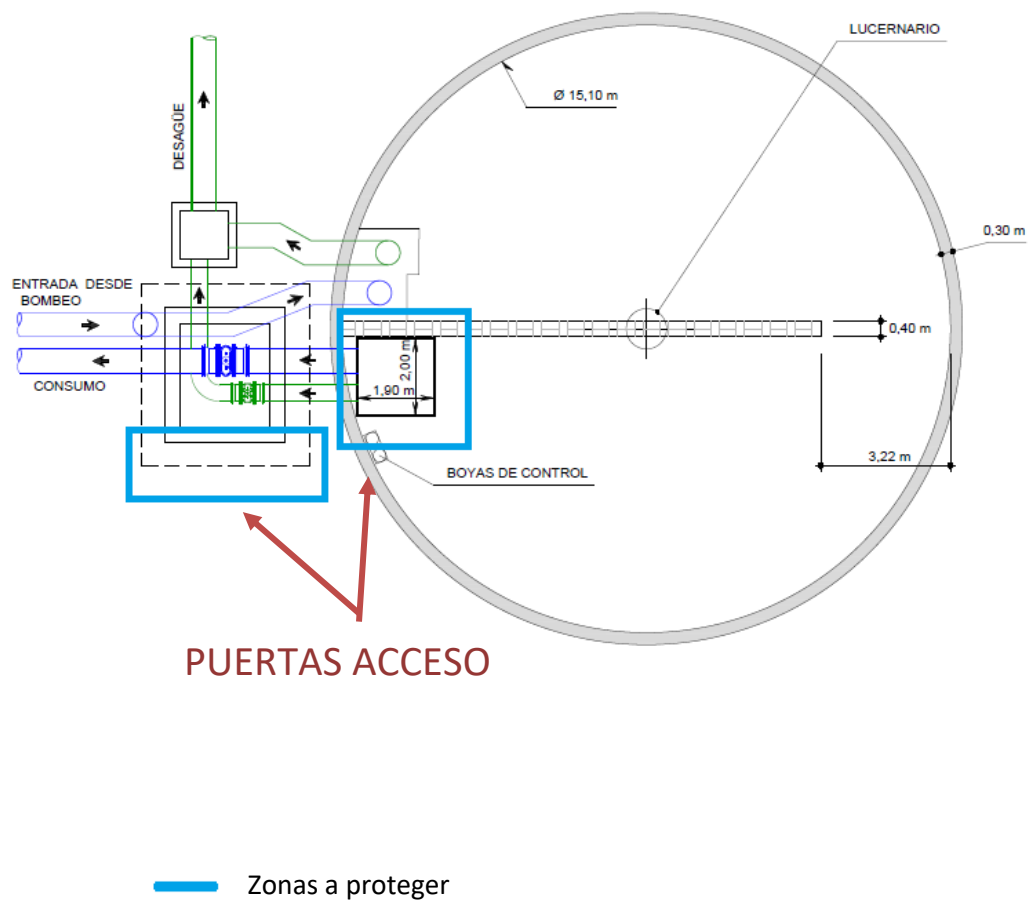 LUCERNARIO
Ø 15,10 m
DESAGÜE
0,30 m
ENTRADA DESDE
BOMBEO
0,40 m
2,00 m
CONSUMO
1,90 m
3,22 m
BOYAS DE CONTROL
PUERTAS ACCESO
Zonas a proteger